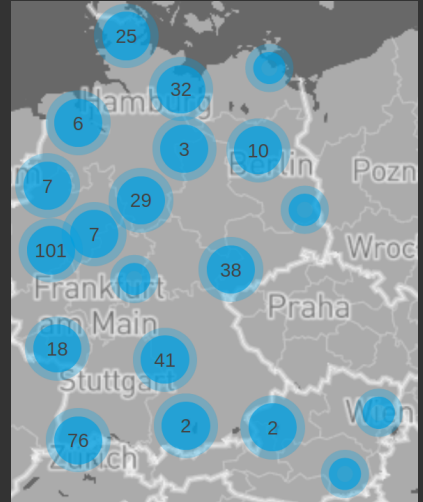 25
32
Hamburg
6
3
10
Berlin
Pozn
m
7
29
7
101
Wroc
38
Frankfurt
am Main
Praha
18
41
Stuttgart
Wien
2
2
76
Zürich